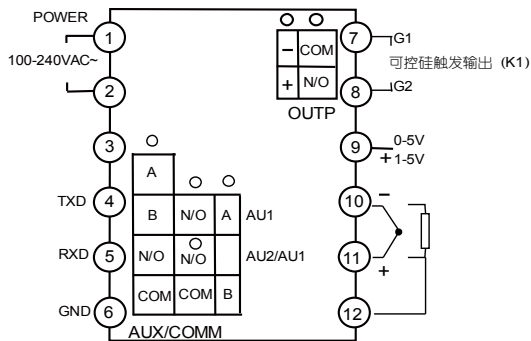 POWER
1
100-240VAC~
2
3
TXD 4
RXD 5
GND 6
A
B N/O A AU1
N/O N/O AU2/AU1
COM COM B
AUX/COMM
− COM
+ N/O
OUTP
7 G1
可控硅触发输出 (K1)
8 G2
9 0-5V
+ 1-5V
10 −
11 +
12